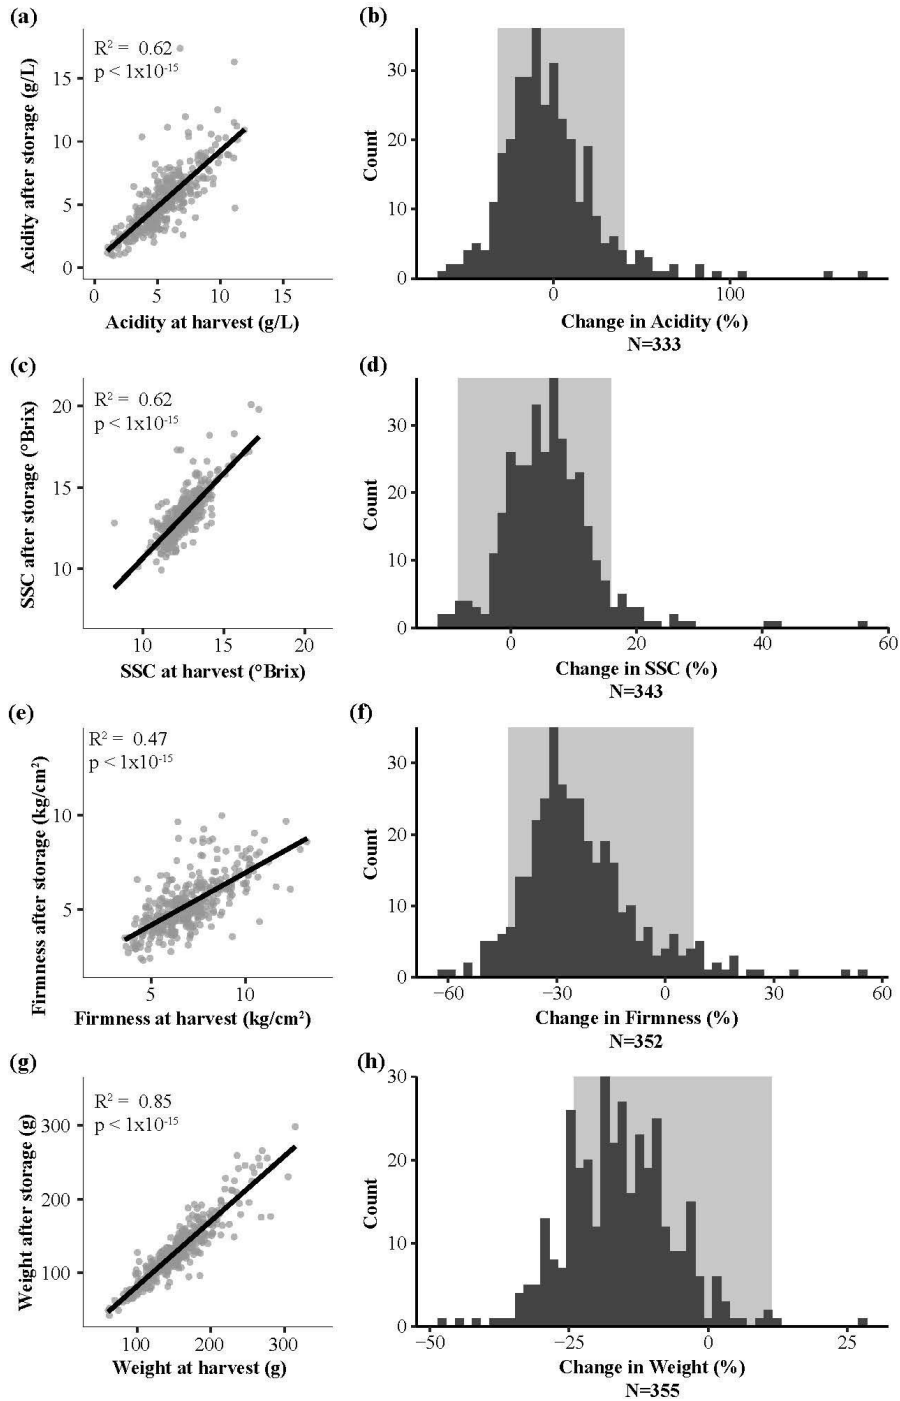 (a)
R² = 0.62
p < 1x10⁻¹⁵
Acidity after storage (g/L)
15
10
5
0
0 5 10 15
Acidity at harvest (g/L)
(b)
Count
30
20
10
0
0 100
Change in Acidity (%)
N=333
(c)
R² = 0.62
p < 1x10⁻¹⁵
SSC after storage (°Brix)
20
15
10
10 15 20
SSC at harvest (°Brix)
(d)
Count
30
20
10
0
0 20 40 60
Change in SSC (%)
N=343
(e)
R² = 0.47
p < 1x10⁻¹⁵
Firmness after storage (kg/cm²)
10
5
5 10
Firmness at harvest (kg/cm²)
(f)
Count
30
20
10
0
−60 −30 0 30 60
Change in Firmness (%)
N=352
(g)
R² = 0.85
p < 1x10⁻¹⁵
Weight after storage (g)
300
200
100
100 200 300
Weight at harvest (g)
(h)
Count
30
20
10
0
−50 −25 0 25
Change in Weight (%)
N=355